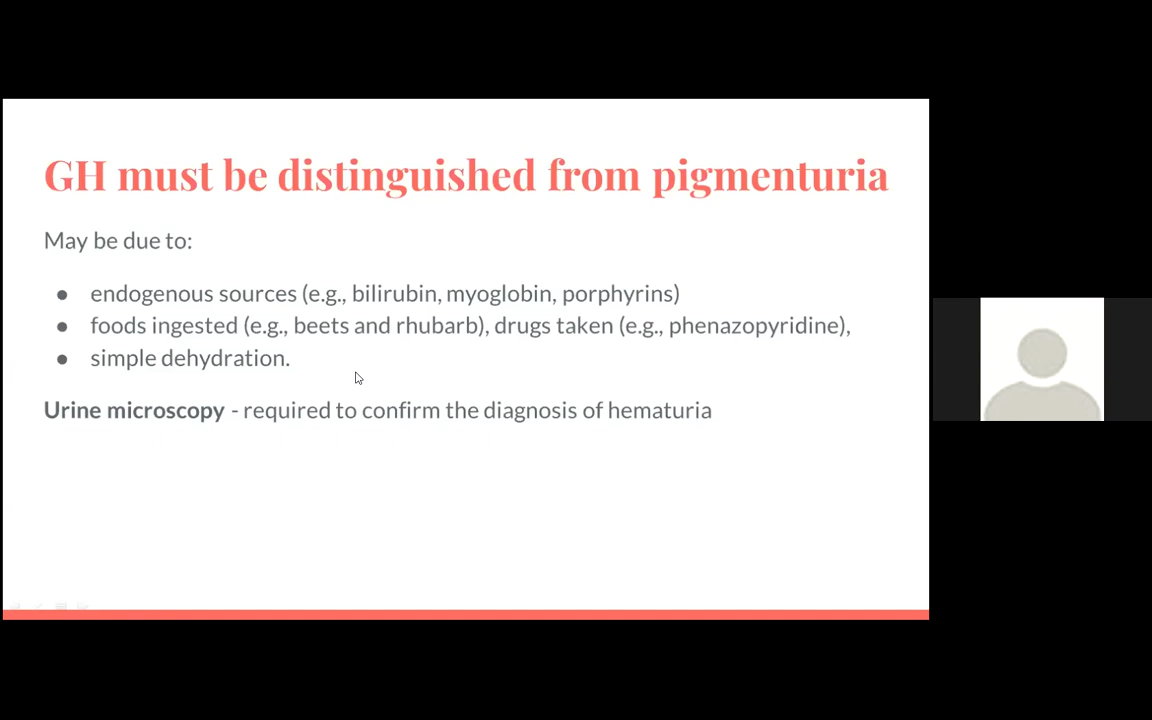 GH must be distinguished from pigmenturia
May be due to:
● endogenous sources (e.g., bilirubin, myoglobin, porphyrins)
● foods ingested (e.g., beets and rhubarb), drugs taken (e.g., phenazopyridine),
● simple dehydration.
Urine microscopy - required to confirm the diagnosis of hematuria